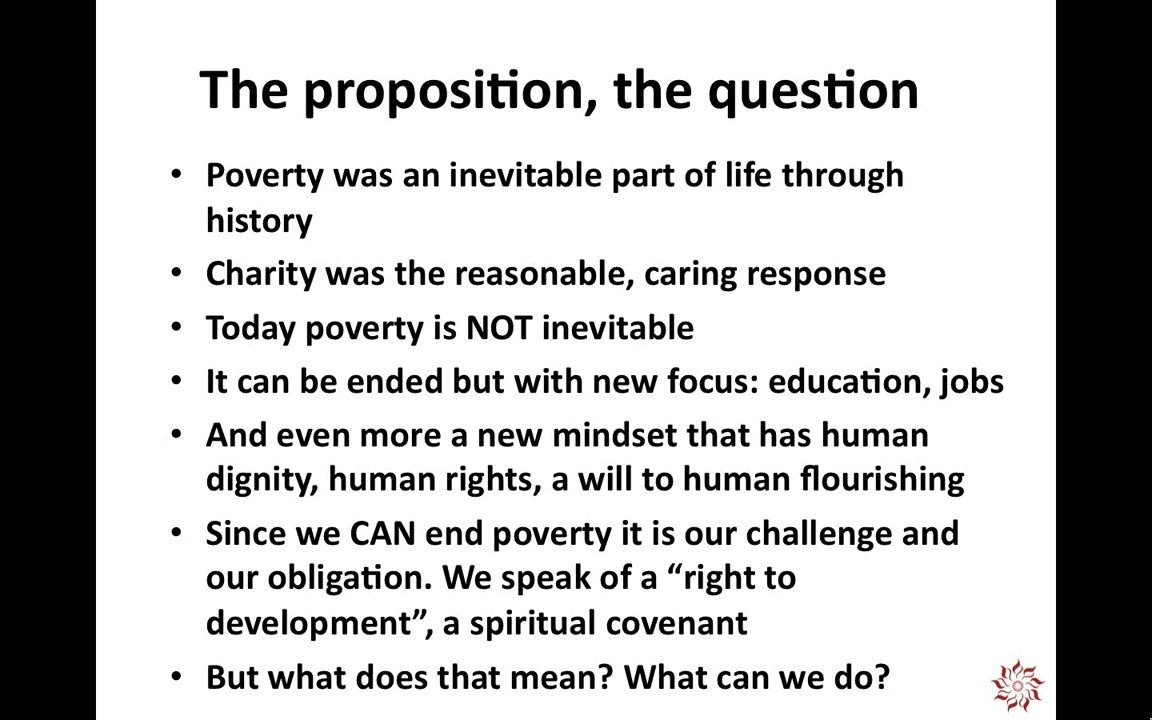 The proposition, the question
• Poverty was an inevitable part of life through
history
• Charity was the reasonable, caring response
• Today poverty is NOT inevitable
• It can be ended but with new focus: education, jobs
• And even more a new mindset that has human
dignity, human rights, a will to human flourishing
• Since we CAN end poverty it is our challenge and
our obligation. We speak of a “right to
development”, a spiritual covenant
• But what does that mean? What can we do?